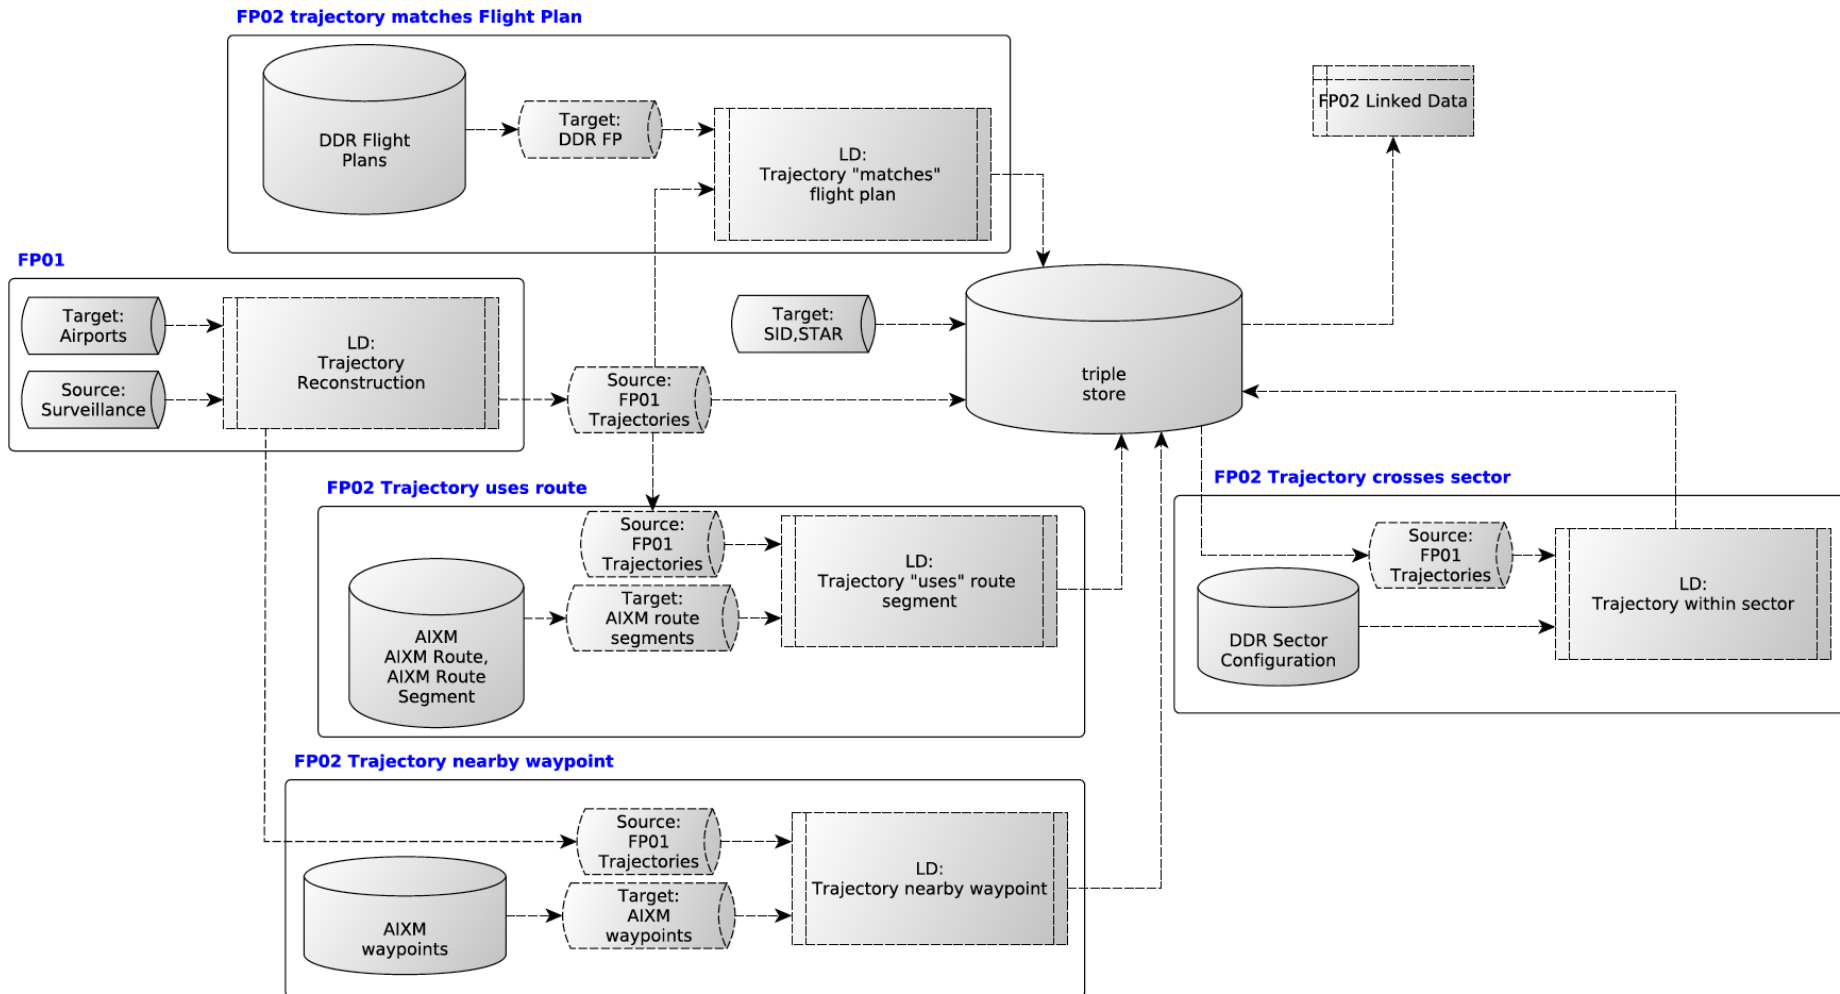 FP02 trajectory matches Flight Plan
DDR Flight
Plans
Target:
DDR FP
LD:
Trajectory "matches"
flight plan
FP02 Linked Data
FP01
Target:
Airports
Source:
Surveillance
LD:
Trajectory
Reconstruction
Source:
FP01
Trajectories
Target:
SID,STAR
triple
store
FP02 Trajectory uses route
Source:
FP01
Trajectories
Target:
AIXM route
segments
AIXM
AIXM Route,
AIXM Route
Segment
LD:
Trajectory "uses" route
segment
FP02 Trajectory crosses sector
Source:
FP01
Trajectories
DDR Sector
Configuration
LD:
Trajectory within sector
FP02 Trajectory nearby waypoint
Source:
FP01
Trajectories
Target:
AIXM
waypoints
AIXM
waypoints
LD:
Trajectory nearby waypoint